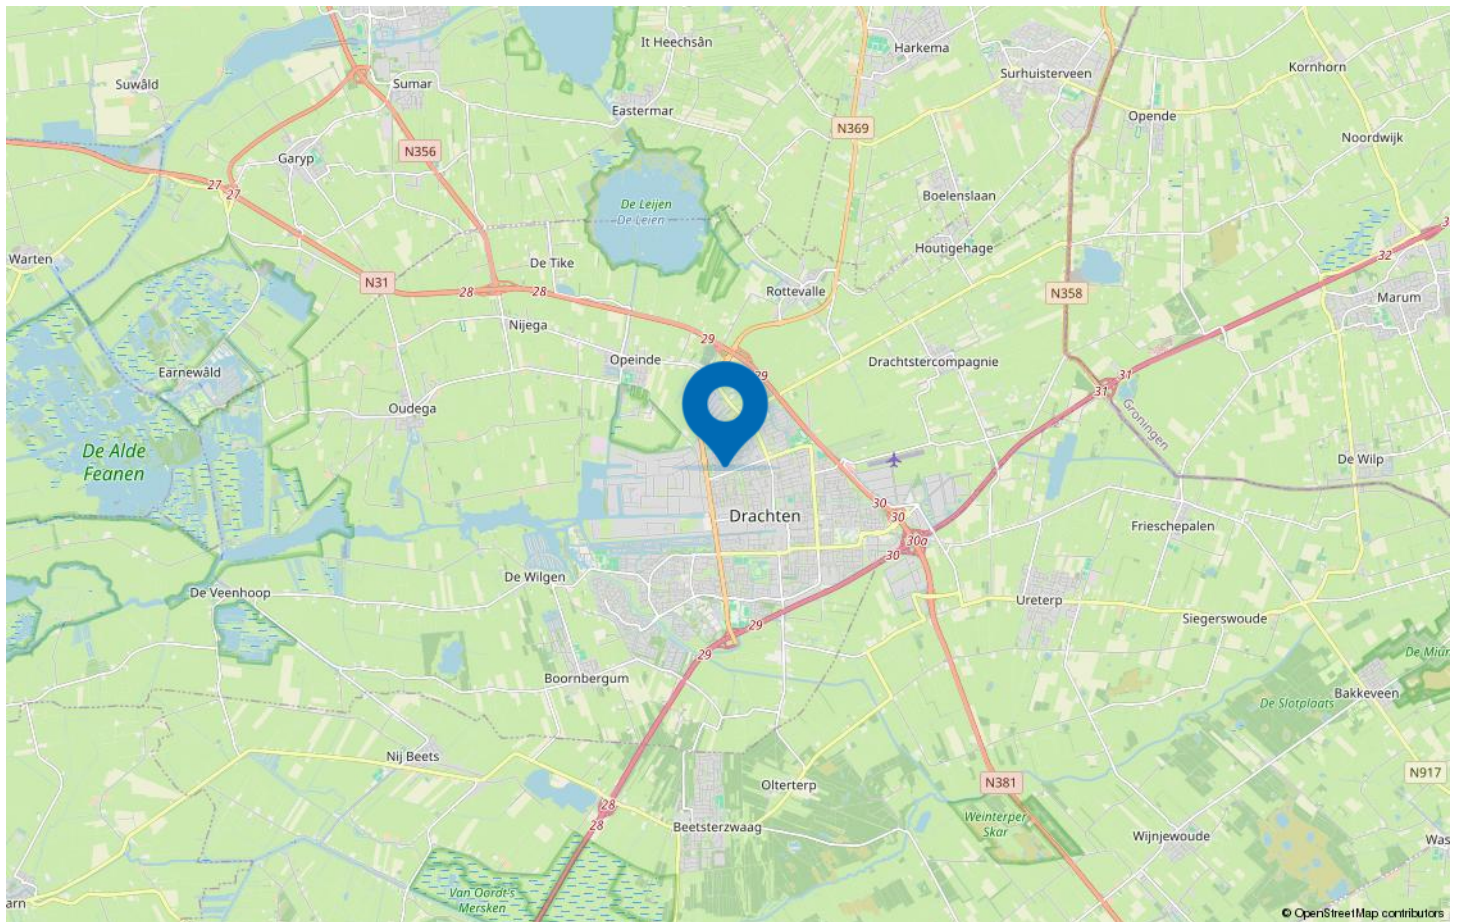 It Heechsân
Harkema
Surhuisterveen
Kornhorn
Suwâld
Sumar
Eastermar
Opende
N369
Noordwijk
N356
Garyp
27
27
Boelenslaan
De Leijen
De Leien
Houtigehage
32
Warten
De Tike
N31
28
28
Rottevalle
N358
Marum
Nijega
29
Opeinde
Drachtstercompagnie
Earnewâld
29
31
31
Oudega
Groningen
De Alde
Feanen
De Wilp
30
Drachten
30
Frieschepalen
30a
30
De Wilgen
De Veenhoop
Ureterp
Siegerswoude
29
29
Boornbergum
Bakkeveen
De Slotplaats
Nij Beets
N917
Olterterp
N381
28
28
Beetsterzwaag
Weinterper
Skar
Wijnjewoude
Van Oordt's
Mersken
© OpenStreetMap contributors